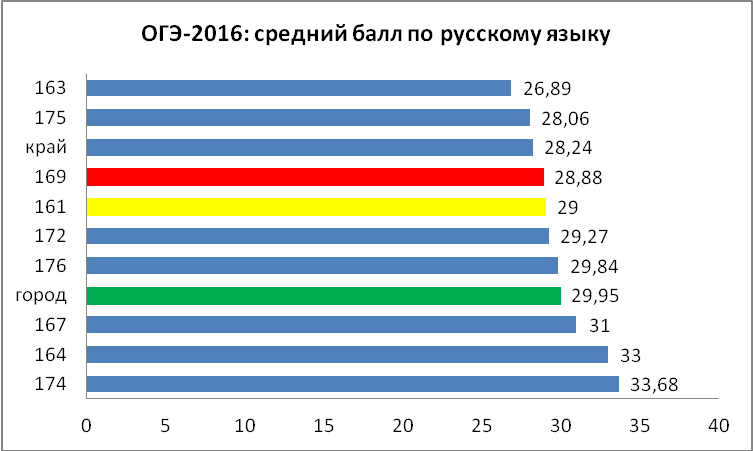 ОГЭ-2016: средний балл по русскому языку
163 26,89
175 28,06
край 28,24
169 28,88
161 29
172 29,27
176 29,84
город 29,95
167 31
164 33
174 33,68
0 5 10 15 20 25 30 35 40